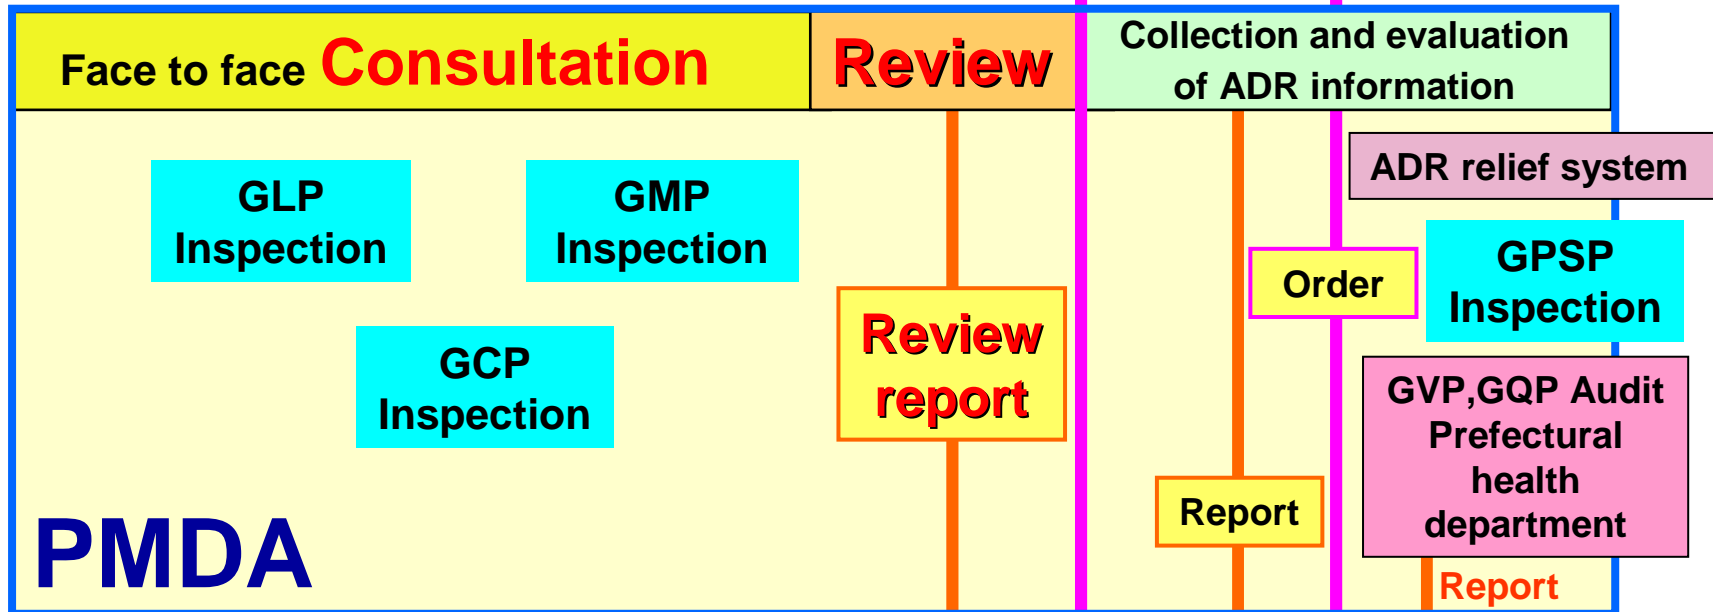 Face to face Consultation
Review
Collection and evaluation
of ADR information
ADR relief system
GLP
Inspection
GMP
Inspection
GPSP
Inspection
Order
Review
report
GCP
Inspection
GVP,GQP Audit
Prefectural
health
department
Report
PMDA
Report